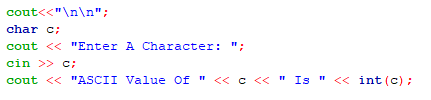 cout<<"\n\n";
char c;
cout << "Enter A Character: ";
cin >> c;
cout << "ASCII Value Of " << c << " Is " << int(c);